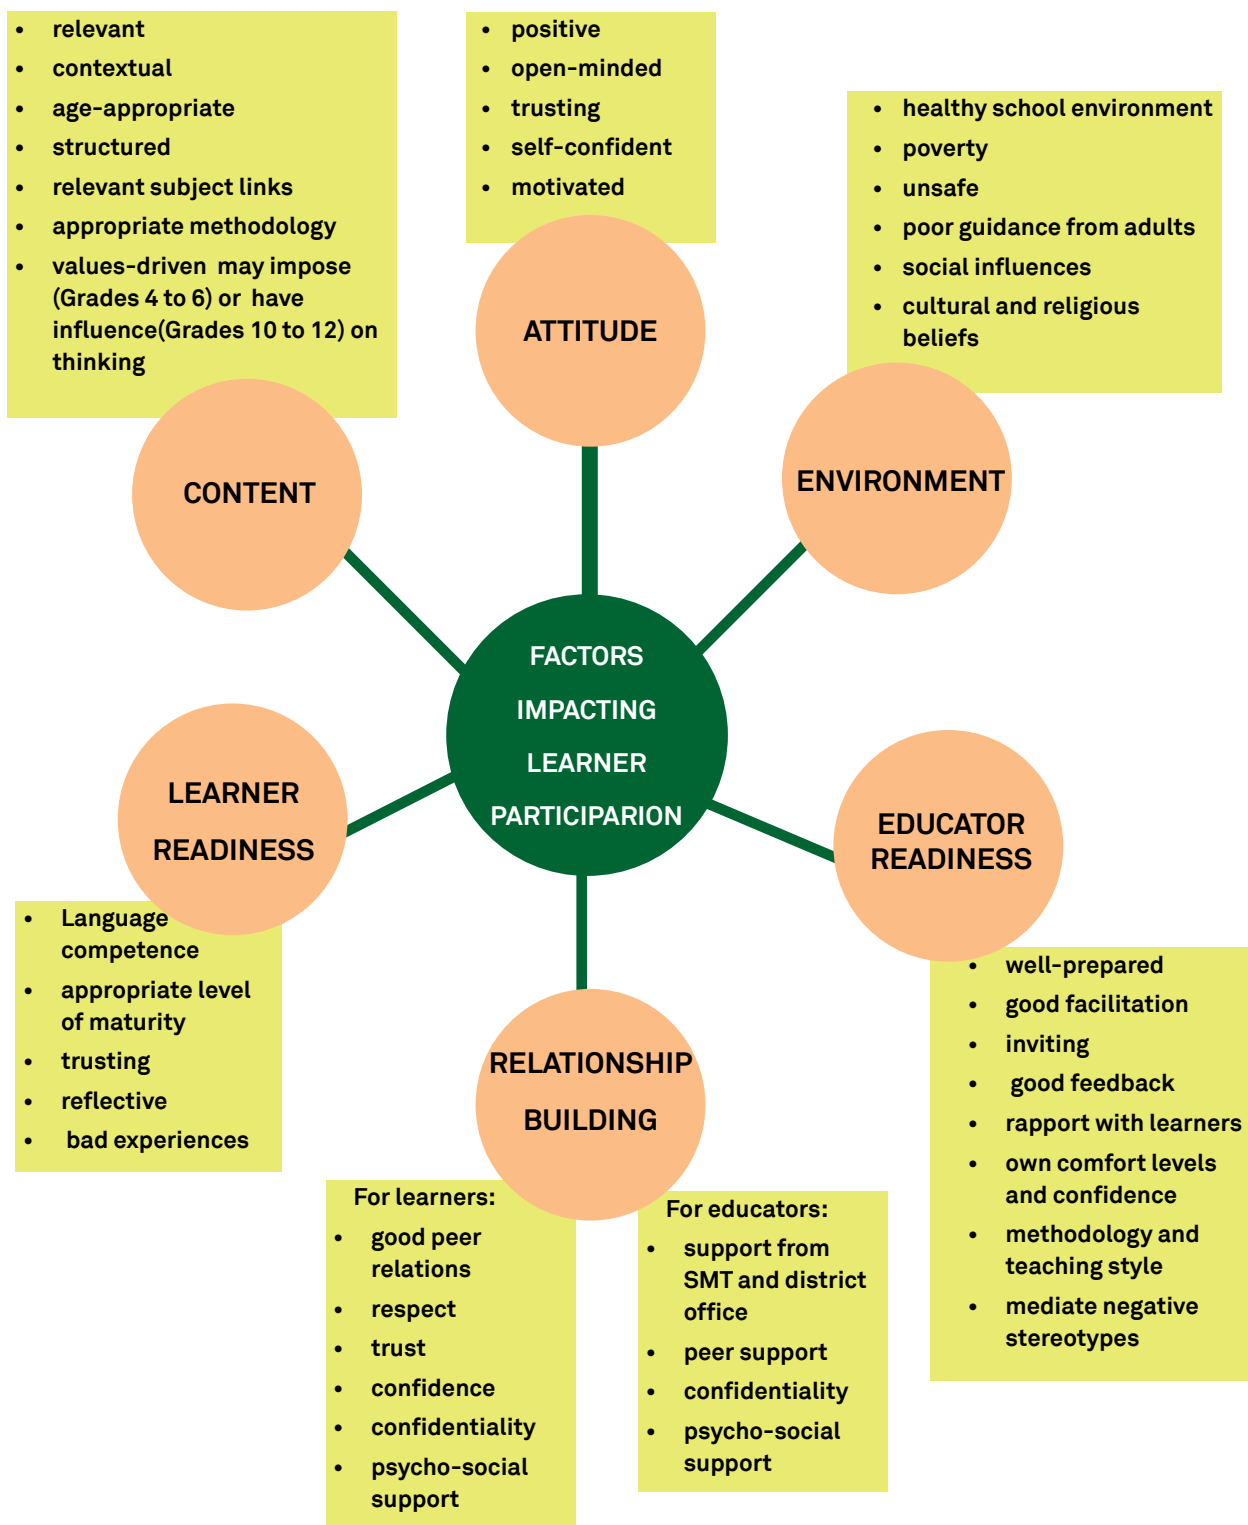 • relevant
• contextual
• age-appropriate
• structured
• relevant subject links
• appropriate methodology
• values-driven  may impose
(Grades 4 to 6) or  have
influence(Grades 10 to 12) on
thinking
CONTENT
• positive
• open-minded
• trusting
• self-confident
• motivated
ATTITUDE
• healthy school environment
• poverty
• unsafe
• poor guidance from adults
• social influences
• cultural and religious
beliefs
ENVIRONMENT
FACTORS
IMPACTING
LEARNER
PARTICIPARION
LEARNER
READINESS
• Language
competence
• appropriate level
of maturity
• trusting
• reflective
• bad experiences
EDUCATOR
READINESS
• well-prepared
• good facilitation
• inviting
• good feedback
• rapport with learners
• own comfort levels
and confidence
• methodology and
teaching style
• mediate negative
stereotypes
RELATIONSHIP
BUILDING
For learners:
• good peer
relations
• respect
• trust
• confidence
• confidentiality
• psycho-social
support
For educators:
• support from
SMT and district
office
• peer support
• confidentiality
• psycho-social
support